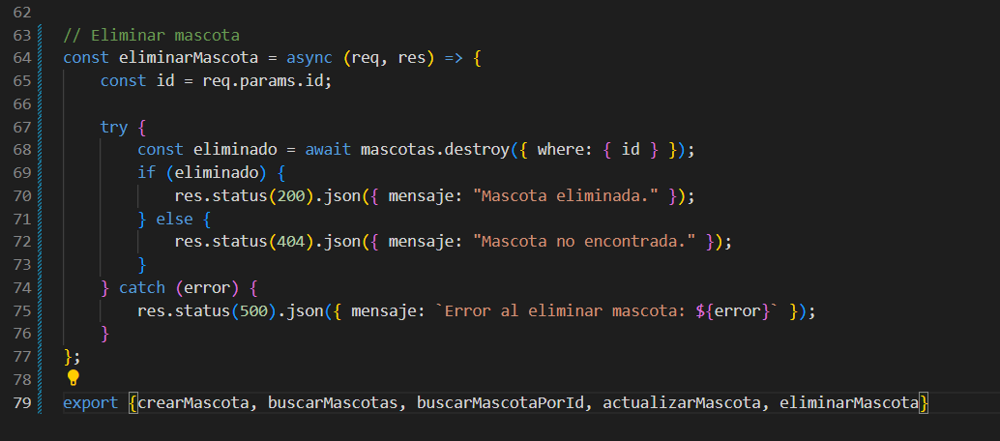 62
63 // Eliminar mascota
64 const eliminarMascota = async (req, res) => {
65     const id = req.params.id;
66
67     try {
68         const eliminado = await mascotas.destroy({ where: { id } });
69         if (eliminado) {
70             res.status(200).json({ mensaje: "Mascota eliminada." });
71         } else {
72             res.status(404).json({ mensaje: "Mascota no encontrada." });
73         }
74     } catch (error) {
75         res.status(500).json({ mensaje: `Error al eliminar mascota: ${error}` });
76     }
77 };
78
79 export {crearMascota, buscarMascotas, buscarMascotaPorId, actualizarMascota, eliminarMascota}